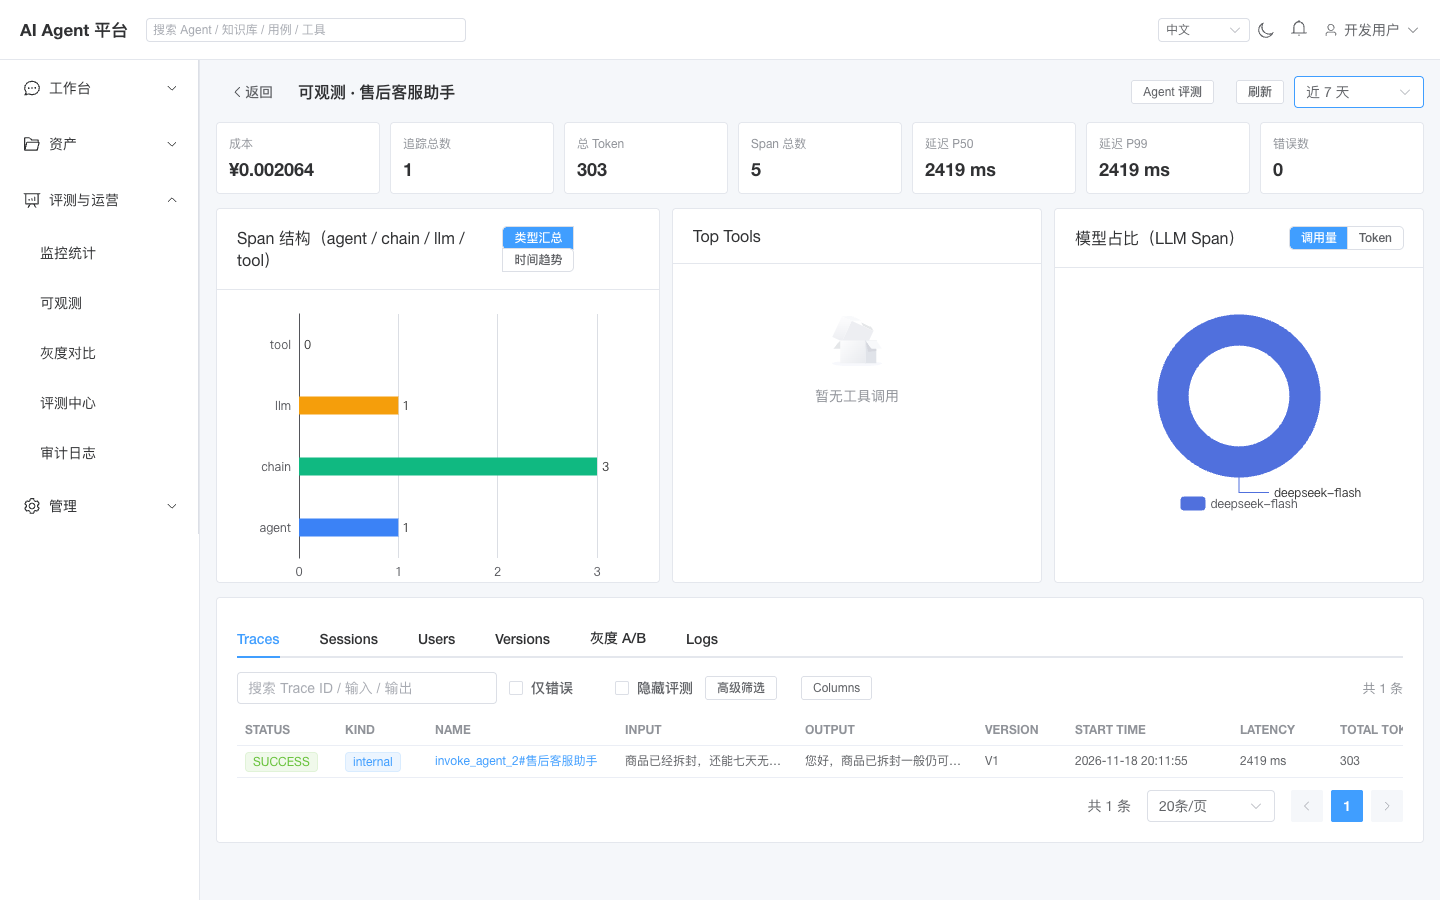 AI Agent 平台
搜索 Agent / 知识库 / 用例 / 工具
中文
开发用户
工作台
资产
评测与运营
监控统计
可观测
灰度对比
评测中心
审计日志
管理
返回
可观测 · 售后客服助手
Agent 评测
刷新
近 7 天
成本
¥0.002064
追踪总数
1
总 Token
303
Span 总数
5
延迟 P50
2419 ms
延迟 P99
2419 ms
错误数
0
Span 结构（agent / chain / llm /
tool）
类型汇总
时间趋势
tool
0
llm
1
chain
3
agent
1
0 1 2 3
Top Tools
暂无工具调用
模型占比（LLM Span）
调用量
Token
deepseek-flash
deepseek-flash
Traces Sessions Users Versions 灰度 A/B Logs
搜索 Trace ID / 输入 / 输出
仅错误
隐藏评测
高级筛选
Columns
共 1 条
STATUS KIND NAME INPUT OUTPUT VERSION START TIME LATENCY TOTAL TOK
SUCCESS internal invoke_agent_2#售后客服助手 商品已经拆封，还能七天无... 您好，商品已拆封一般仍可... V1 2026-11-18 20:11:55 2419 ms 303
共 1 条
20条/页
1